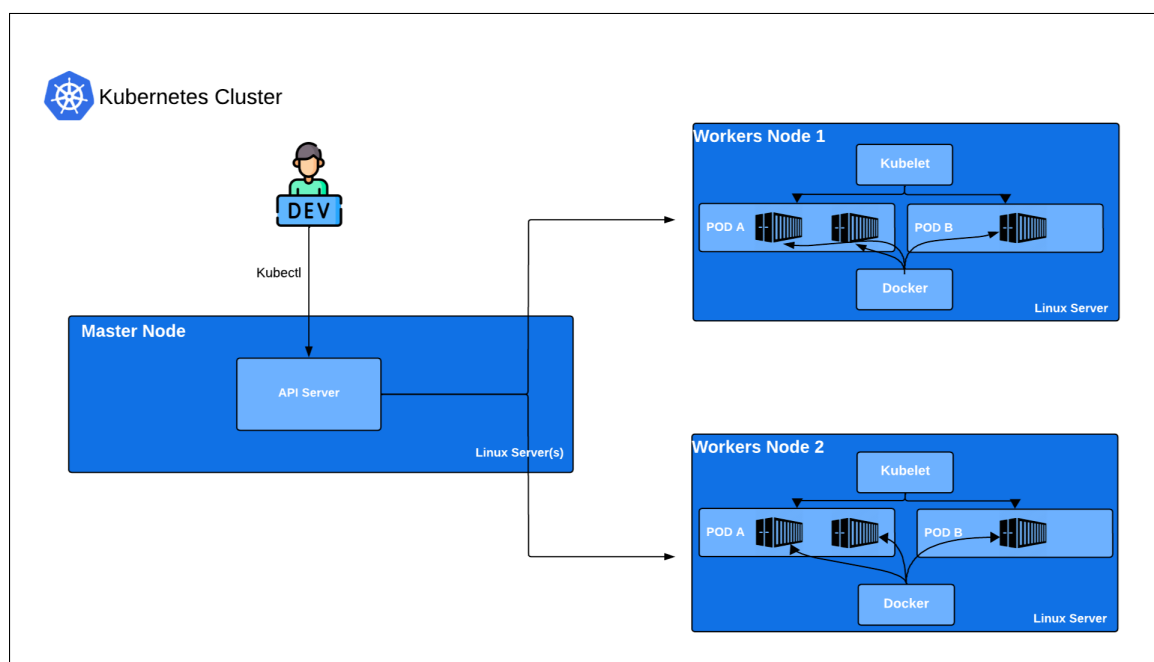 Kubernetes Cluster
DEV
Kubectl
Master Node
API Server
Linux Server(s)
Workers Node 1
Kubelet
POD A
POD B
Docker
Linux Server
Workers Node 2
Kubelet
POD A
POD B
Docker
Linux Server